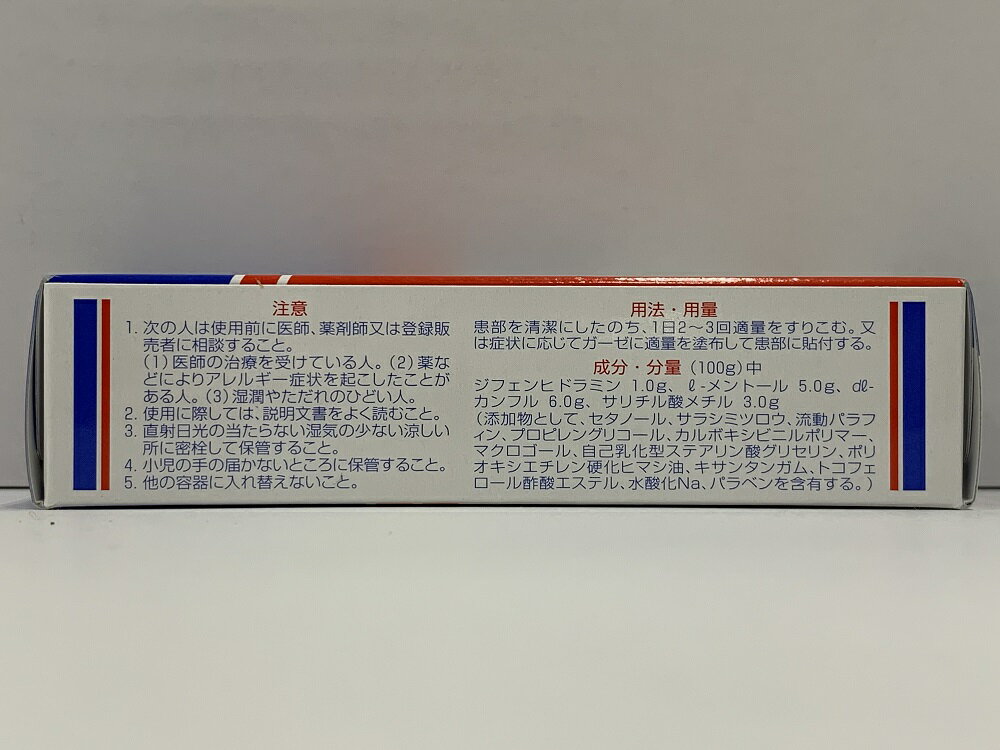 注意
1. 次の人は使用前に医師、薬剤師又は登録販
売者に相談すること。
(1)医師の治療を受けている人。(2)薬な
どによりアレルギー症状を起こしたことが
ある人。(3)湿潤やただれのひどい人。
2. 使用に際しては、説明文書をよく読むこと。
3. 直射日光の当たらない湿気の少ない涼しい
所に密栓して保管すること。
4. 小児の手の届かないところに保管すること。
5. 他の容器に入れ替えないこと。
用法・用量
患部を清潔にしたのち、1日2〜3回適量をすりこむ。又
は症状に応じてガーゼに適量を塗布して患部に貼付する。
成分・分量(100g)中
ジフェンヒドラミン 1.0g、ℓ-メントール 5.0g、dℓ-
カンフル 6.0g、サリチル酸メチル 3.0g
(添加物として、セタノール、サラシミツロウ、流動パラフ
ィン、プロピレングリコール、カルボキシビニルポリマー、
マクロゴール、自己乳化型ステアリン酸グリセリン、ポリ
オキシエチレン硬化ヒマシ油、キサンタンガム、トコフェ
ロール酢酸エステル、水酸化Na、パラベンを含有する。)